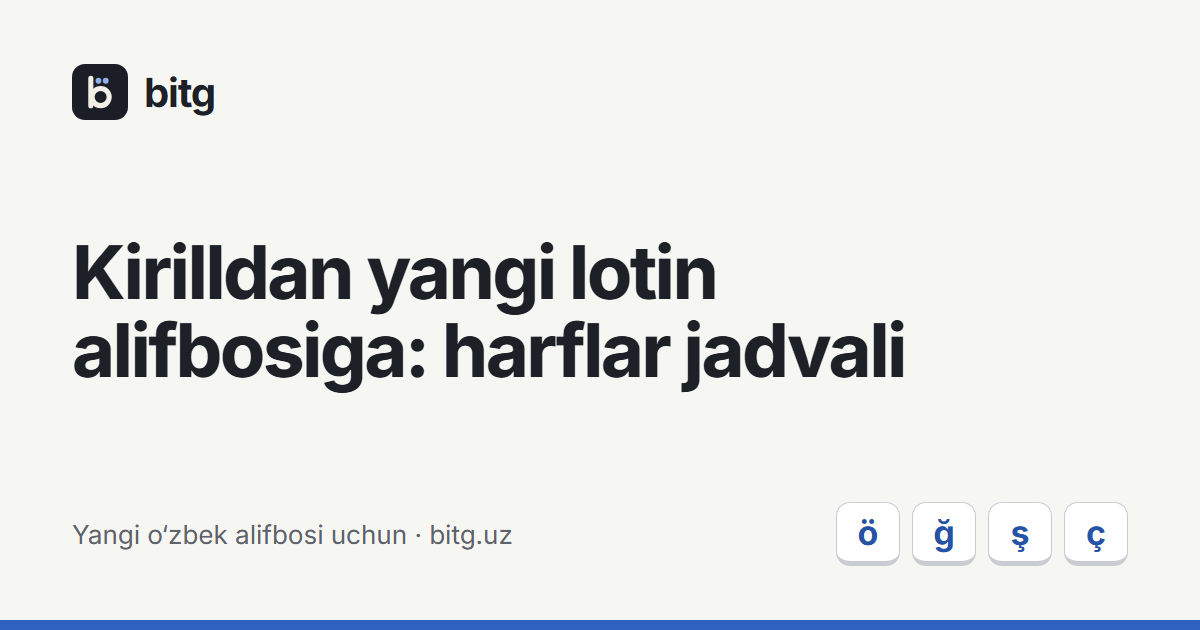 bitg
Kirilldan yangi lotin
alifbosiga: harflar jadvali
Yangi oʻzbek alifbosi uchun · bitg.uz
ö ğ ş ç